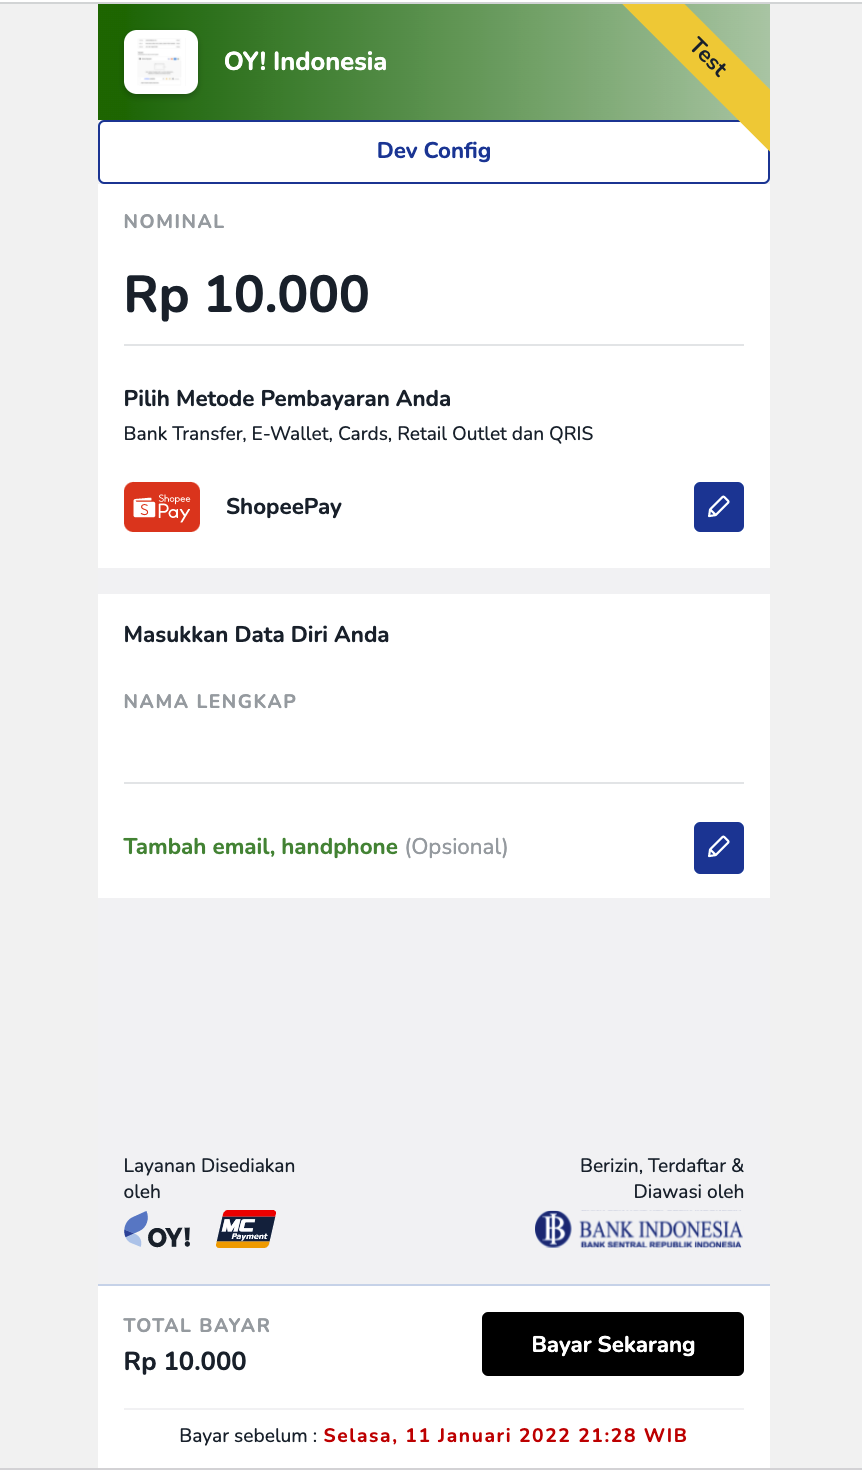 OY! Indonesia
Test
Dev Config
NOMINAL
Rp 10.000
Pilih Metode Pembayaran Anda
Bank Transfer, E-Wallet, Cards, Retail Outlet dan QRIS
Shopee
Pay
ShopeePay
Masukkan Data Diri Anda
NAMA LENGKAP
Tambah email, handphone (Opsional)
Layanan Disediakan
oleh
OY!
MC
Payment
Berizin, Terdaftar &
Diawasi oleh
BANK INDONESIA
BANK SENTRAL REPUBLIK INDONESIA
TOTAL BAYAR
Rp 10.000
Bayar Sekarang
Bayar sebelum : Selasa, 11 Januari 2022 21:28 WIB